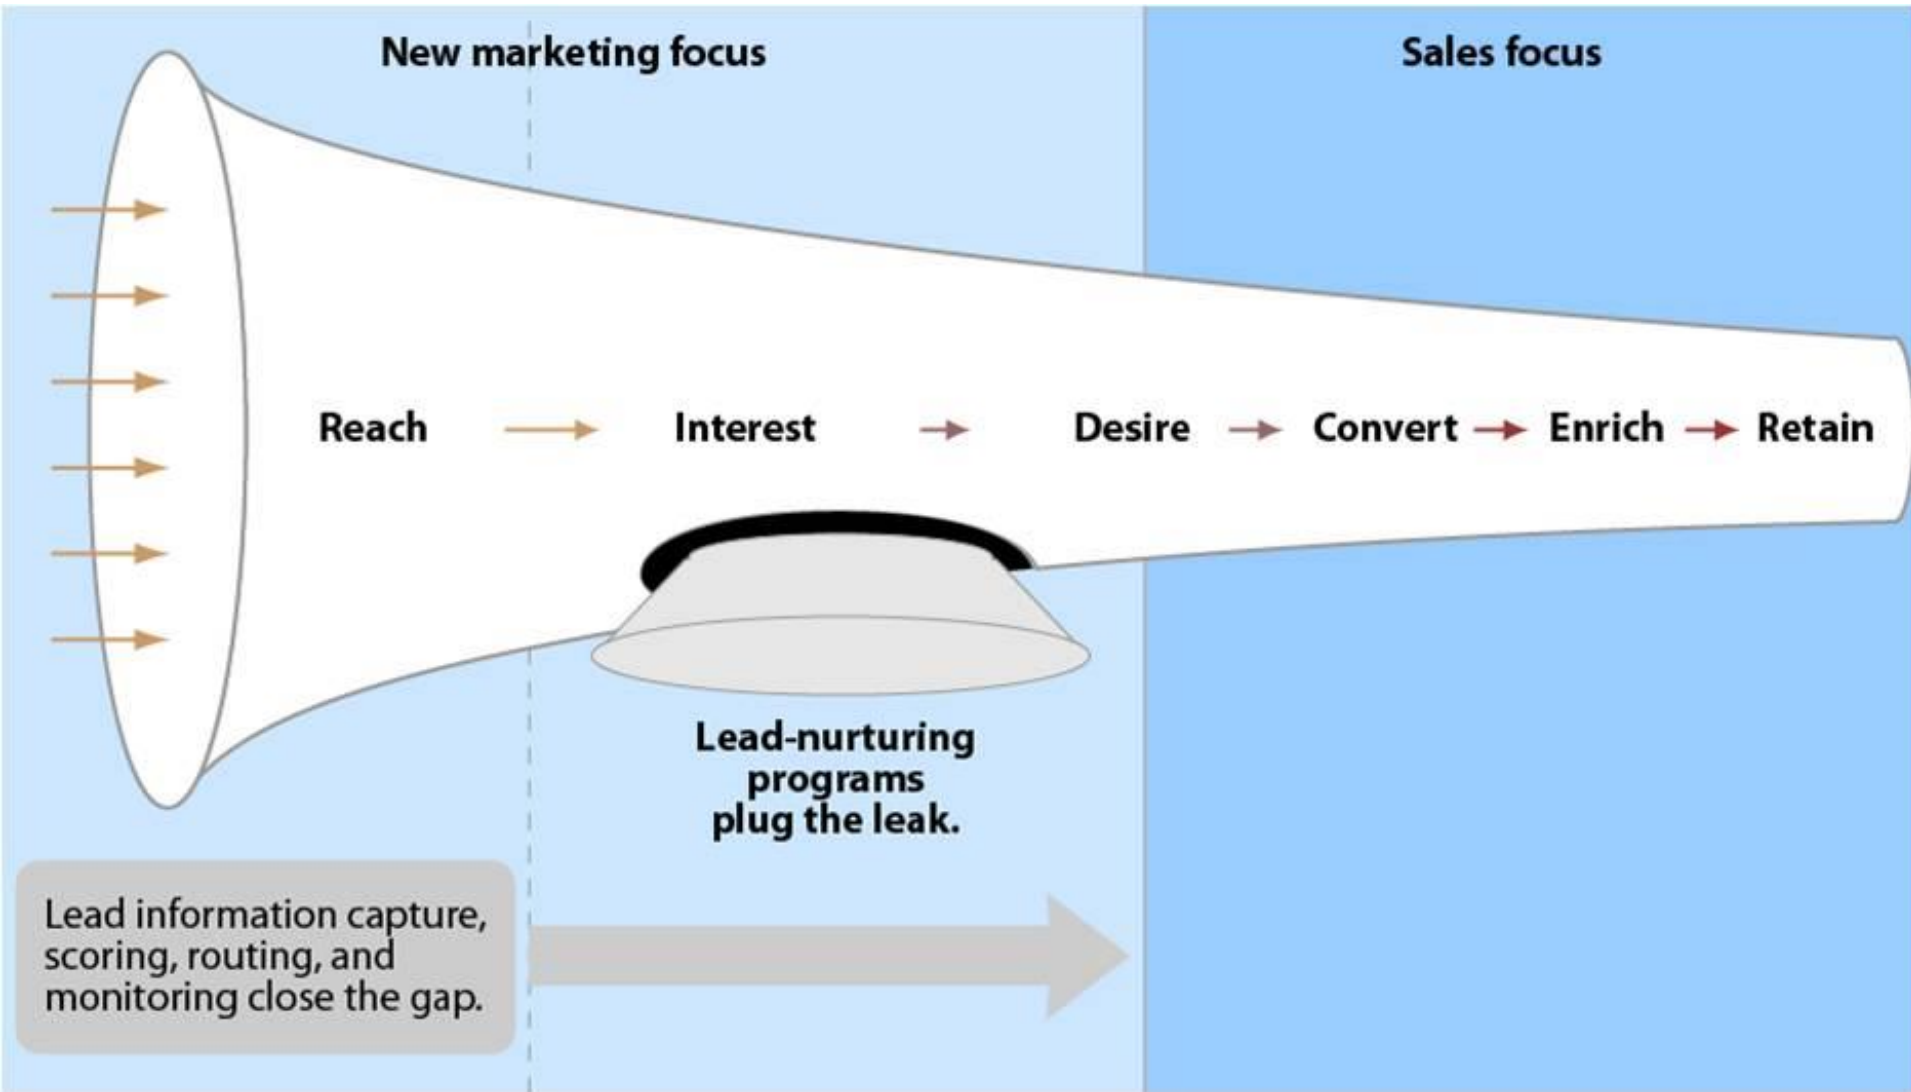 New marketing focus
Sales focus
Reach Interest Desire Convert Enrich Retain
Lead-nurturing
programs
plug the leak.
Lead information capture,
scoring, routing, and
monitoring close the gap.